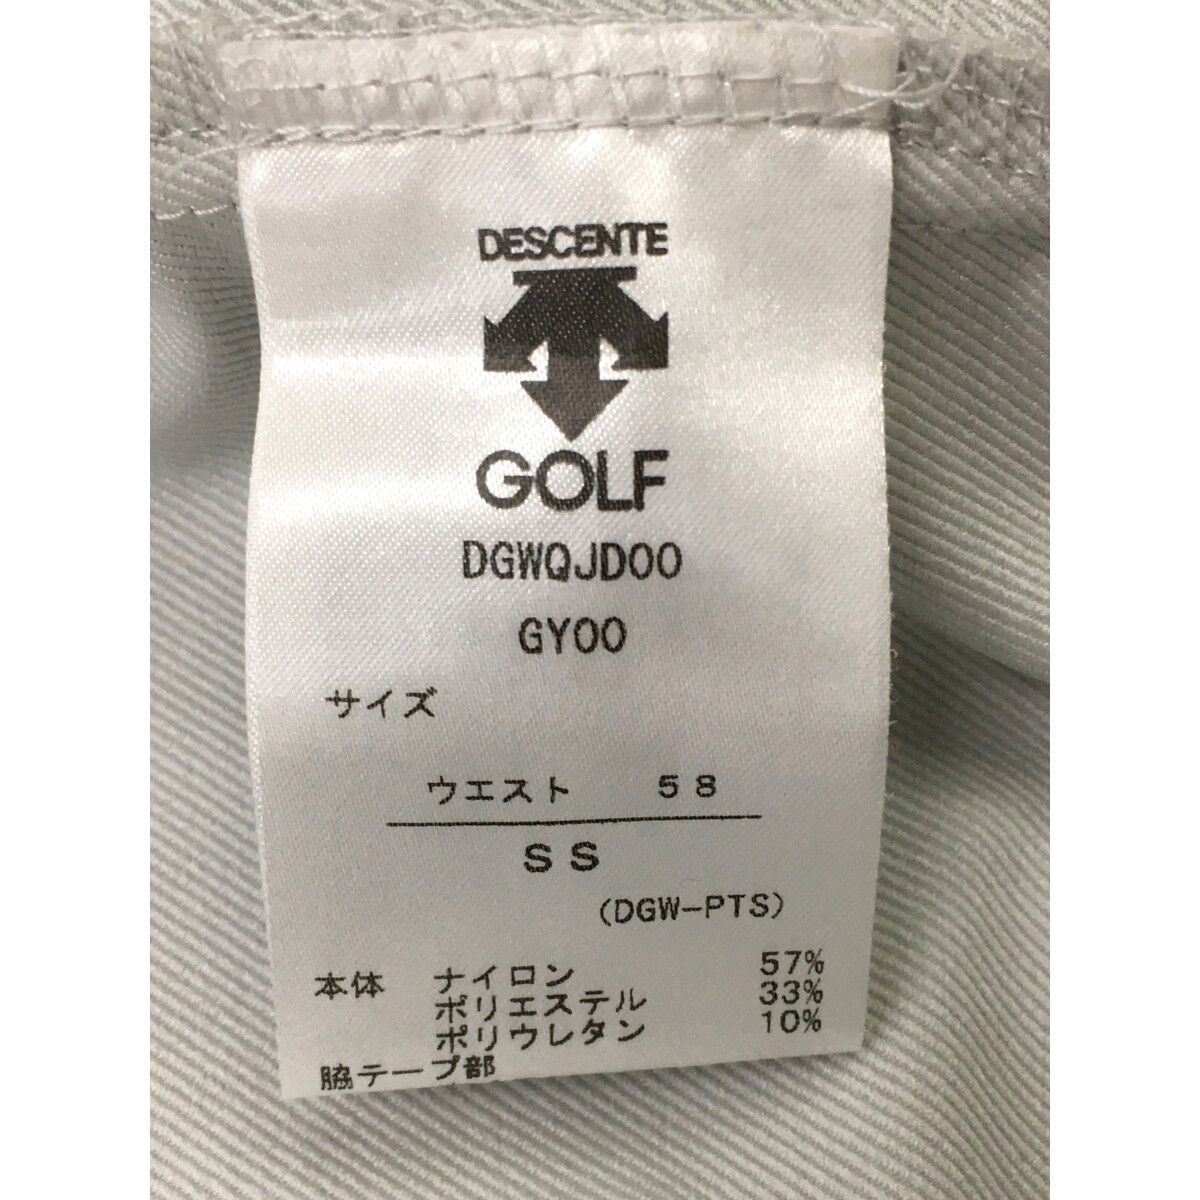 DESCENTE
GOLF
DGWQJD00
GY00
サイズ
ウエスト 58
SS
(DGW-PTS)
本体 ナイロン 57%
ポリエステル 33%
ポリウレタン 10%
脇テープ部